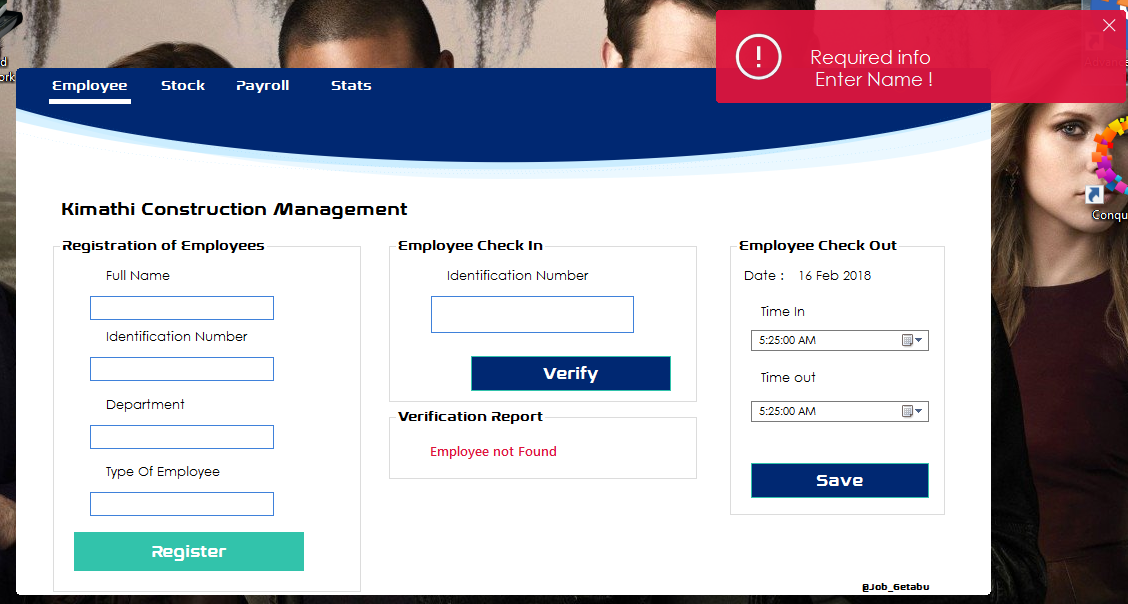 Required info
Enter Name !
Employee Stock Payroll Stats
Kimathi Construction Management
Registration of Employees
Full Name
Identification Number
Department
Type Of Employee
Register
Employee Check In
Identification Number
Verify
Verification Report
Employee not Found
Employee Check Out
Date : 16 Feb 2018
Time In
5:25:00 AM
Time out
5:25:00 AM
Save
@Job_Getabu
Conqu